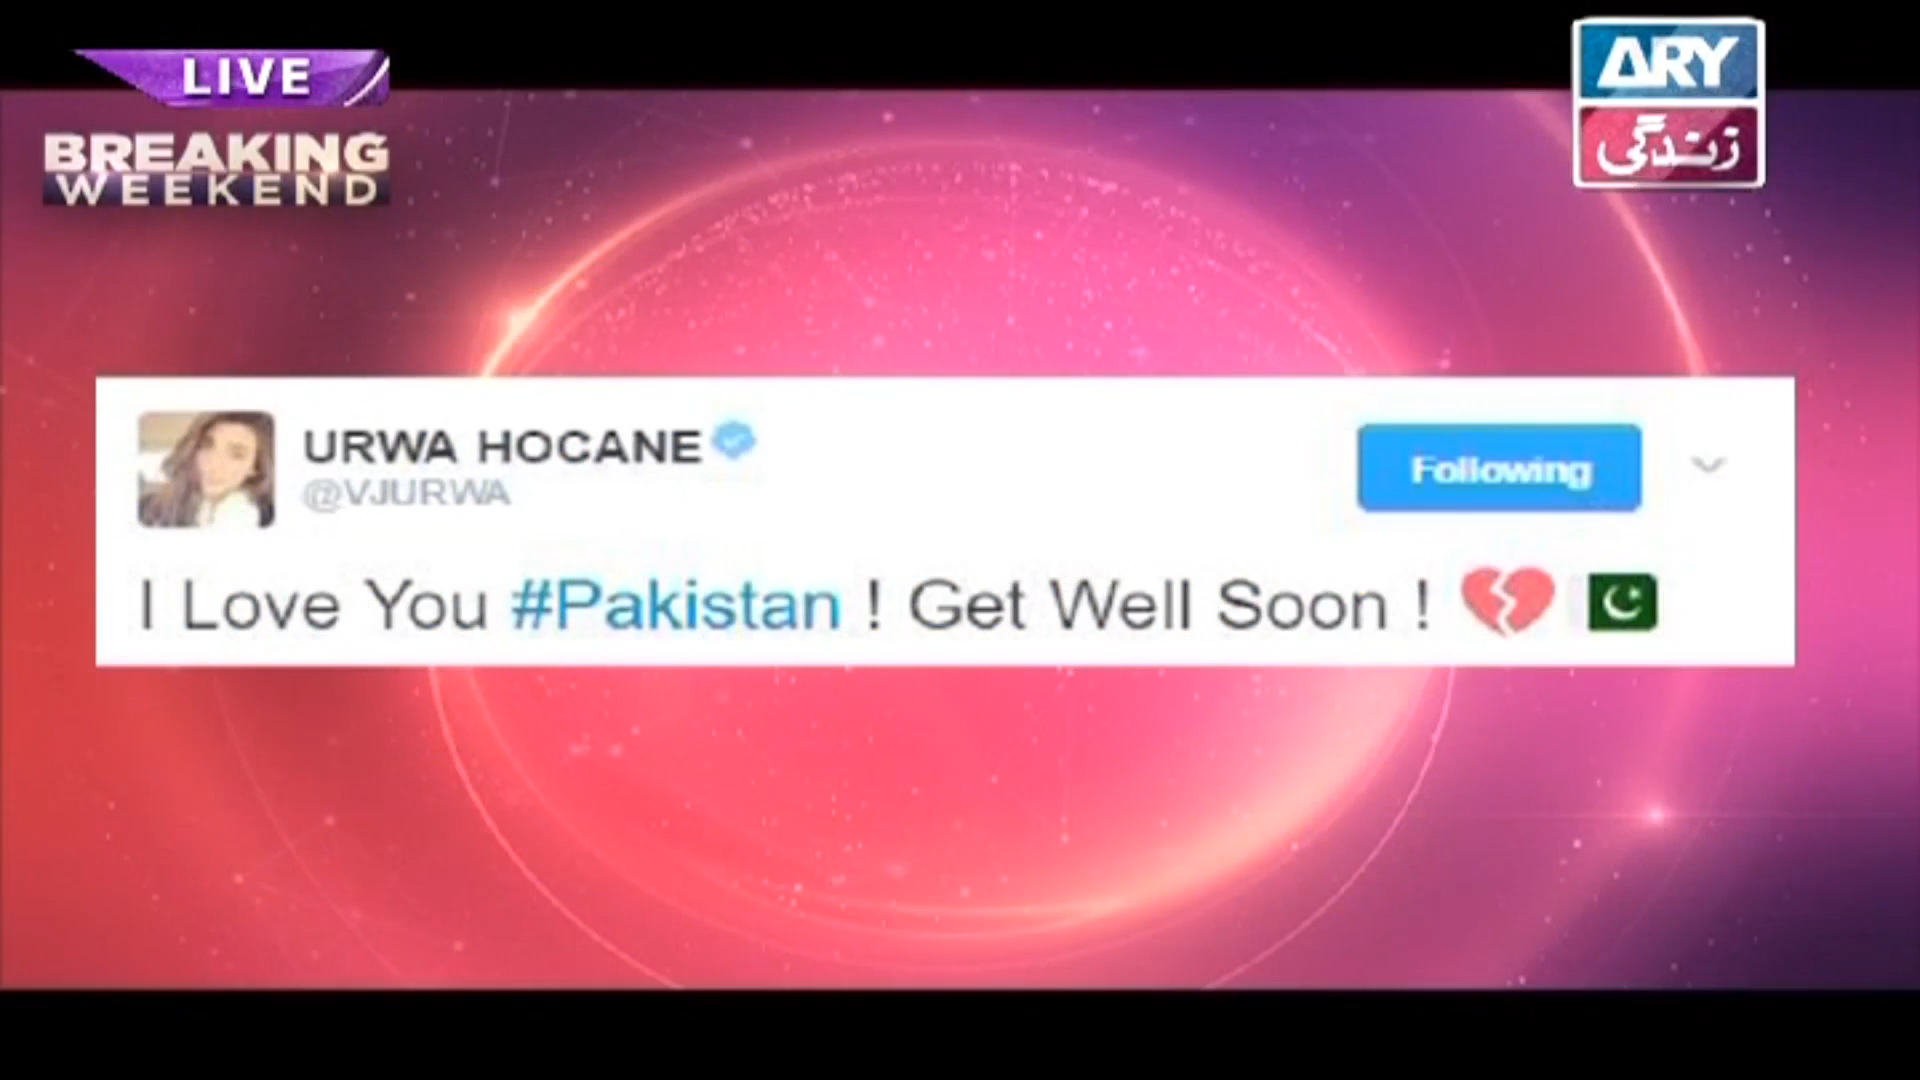 LIVE
BREAKING
WEEKEND
ARY
زندگی
URWA HOCANE
@VJURWA
Following
I Love You #Pakistan ! Get Well Soon ! 💔 🇵🇰